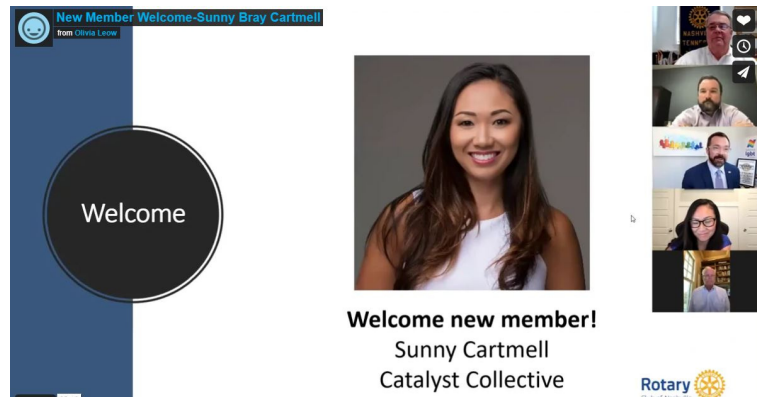 New Member Welcome-Sunny Bray Cartmell
from Olivia Leow
Welcome
Welcome new member!
Sunny Cartmell
Catalyst Collective
Rotary